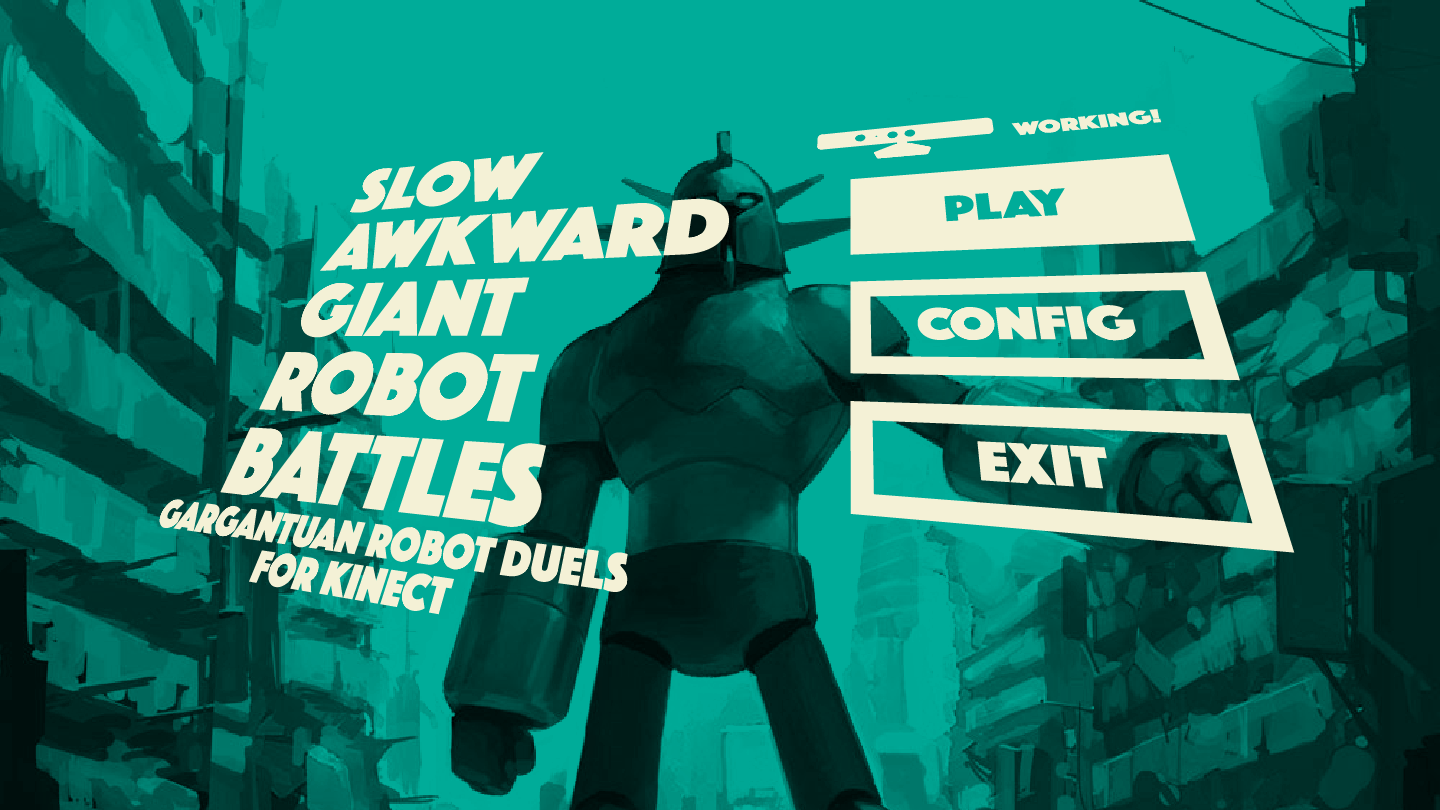 SLOW
AWKWARD
GIANT
ROBOT
BATTLES
GARGANTUAN ROBOT DUELS
FOR KINECT
WORKING!
PLAY
CONFIG
EXIT